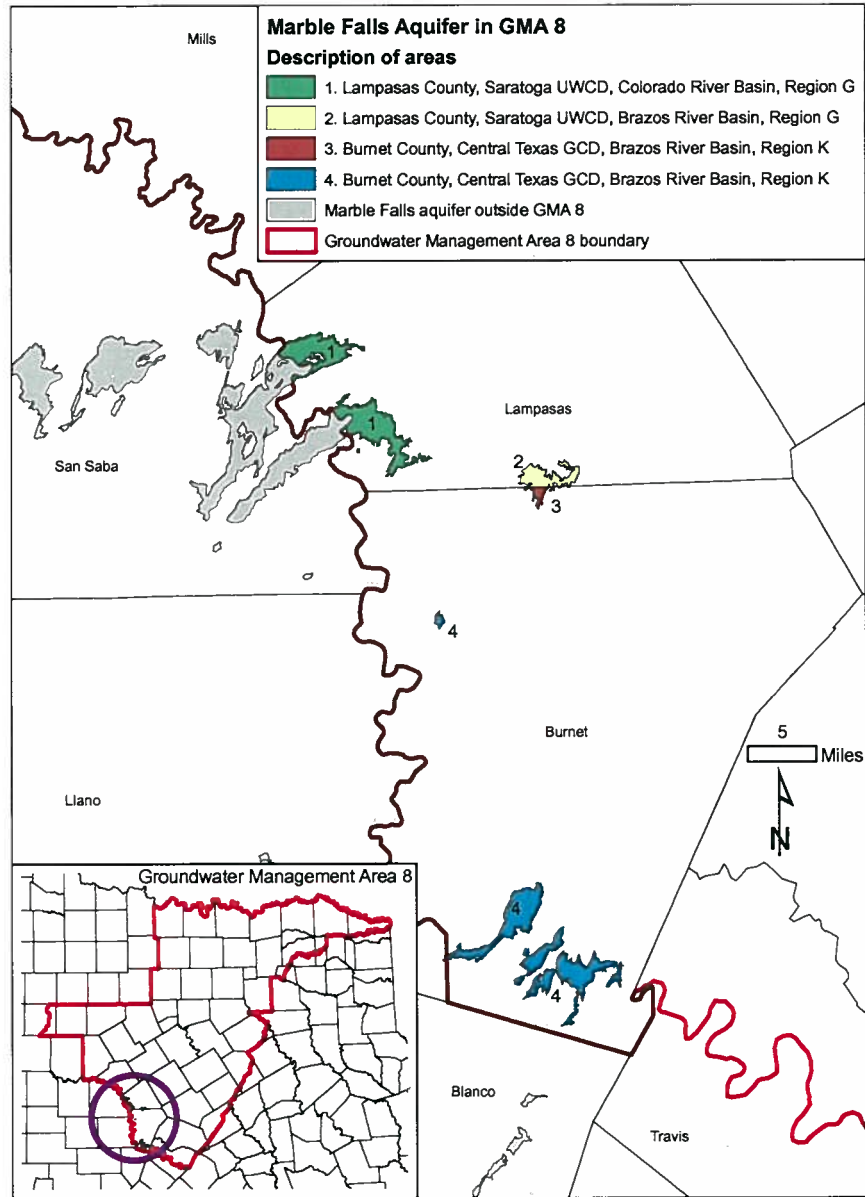 Marble Falls Aquifer in GMA 8
Description of areas
1. Lampasas County, Saratoga UWCD, Colorado River Basin, Region G
2. Lampasas County, Saratoga UWCD, Brazos River Basin, Region G
3. Burnet County, Central Texas GCD, Brazos River Basin, Region K
4. Burnet County, Central Texas GCD, Brazos River Basin, Region K
Marble Falls aquifer outside GMA 8
Groundwater Management Area 8 boundary
Mills
1
1
Lampasas
San Saba
2
3
4
Burnet
5
Miles
N
Llano
Groundwater Management Area 8
4
4
Blanco
Travis